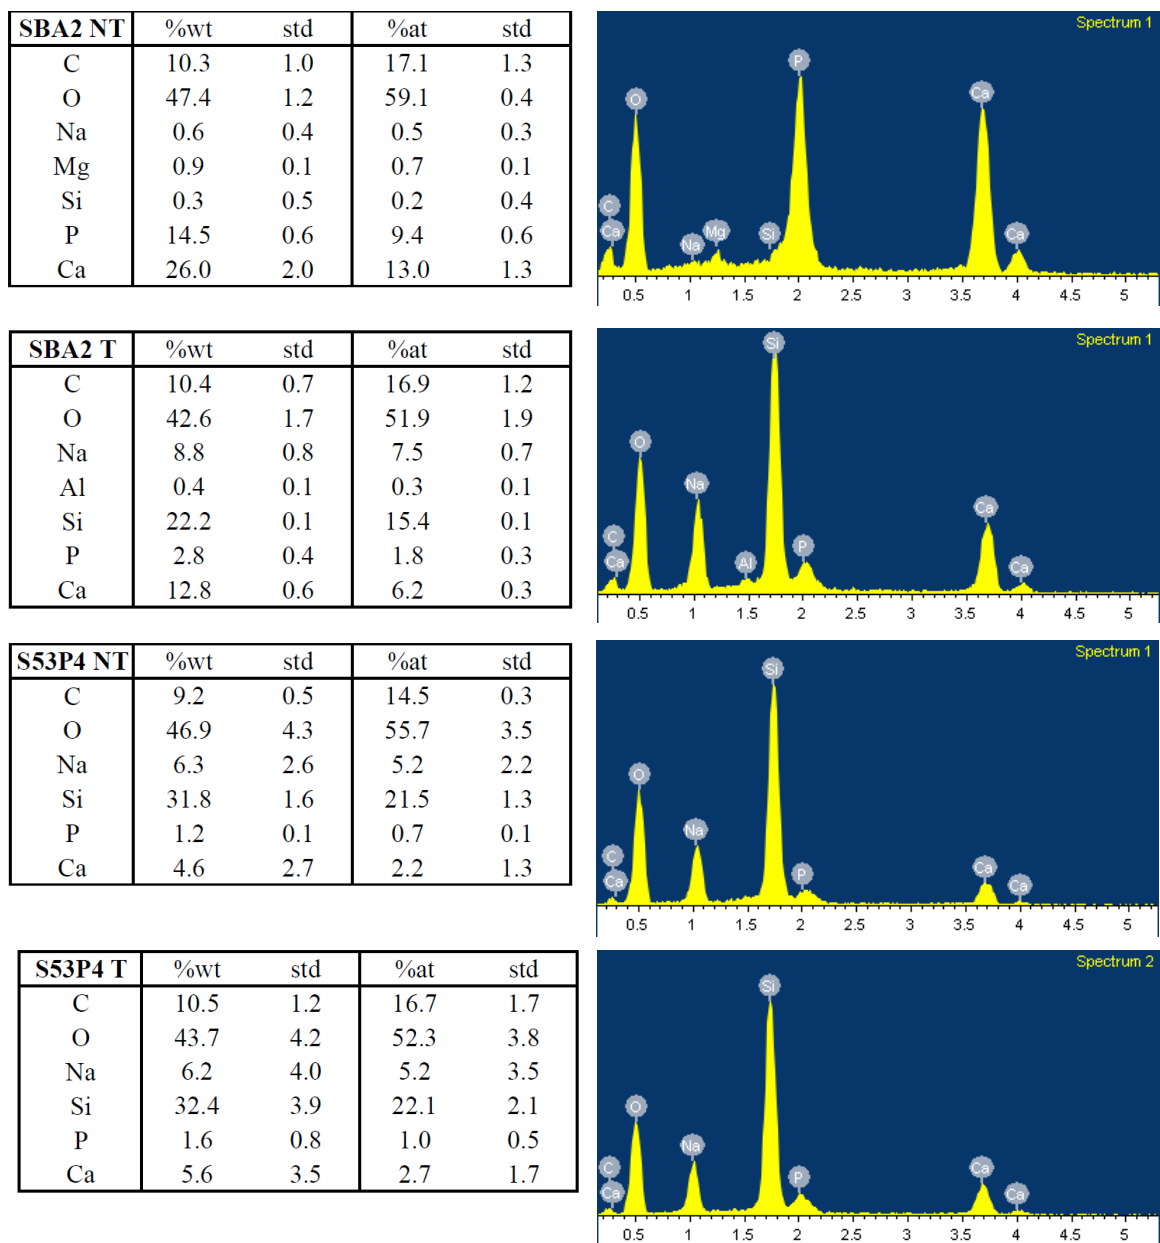 SBA2 NT %wt std %at std
C 10.3 1.0 17.1 1.3
O 47.4 1.2 59.1 0.4
Na 0.6 0.4 0.5 0.3
Mg 0.9 0.1 0.7 0.1
Si 0.3 0.5 0.2 0.4
P 14.5 0.6 9.4 0.6
Ca 26.0 2.0 13.0 1.3
Spectrum 1
P
O
Ca
C
Ca
Na
Mg
Si
Ca
0.5 1 1.5 2 2.5 3 3.5 4 4.5 5
SBA2 T %wt std %at std
C 10.4 0.7 16.9 1.2
O 42.6 1.7 51.9 1.9
Na 8.8 0.8 7.5 0.7
Al 0.4 0.1 0.3 0.1
Si 22.2 0.1 15.4 0.1
P 2.8 0.4 1.8 0.3
Ca 12.8 0.6 6.2 0.3
Spectrum 1
Si
O
Na
Ca
C
Ca
Al
P
Ca
0.5 1 1.5 2 2.5 3 3.5 4 4.5 5
S53P4 NT %wt std %at std
C 9.2 0.5 14.5 0.3
O 46.9 4.3 55.7 3.5
Na 6.3 2.6 5.2 2.2
Si 31.8 1.6 21.5 1.3
P 1.2 0.1 0.7 0.1
Ca 4.6 2.7 2.2 1.3
Spectrum 1
Si
O
Na
C
Ca
P
Ca
Ca
0.5 1 1.5 2 2.5 3 3.5 4 4.5 5
S53P4 T %wt std %at std
C 10.5 1.2 16.7 1.7
O 43.7 4.2 52.3 3.8
Na 6.2 4.0 5.2 3.5
Si 32.4 3.9 22.1 2.1
P 1.6 0.8 1.0 0.5
Ca 5.6 3.5 2.7 1.7
Spectrum 2
Si
O
Na
C
Ca
P
Ca
Ca
0.5 1 1.5 2 2.5 3 3.5 4 4.5 5